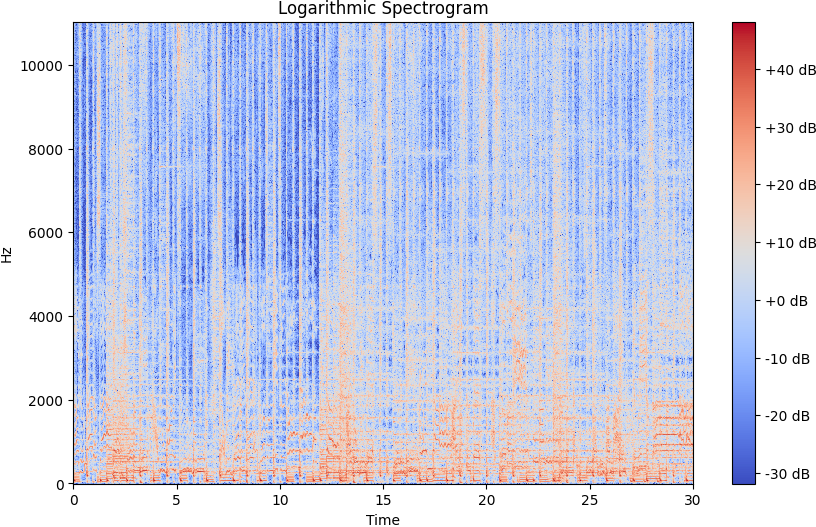 Logarithmic Spectrogram
Hz
10000
8000
6000
4000
2000
0
0 5 10 15 20 25 30
Time
+40 dB
+30 dB
+20 dB
+10 dB
+0 dB
-10 dB
-20 dB
-30 dB